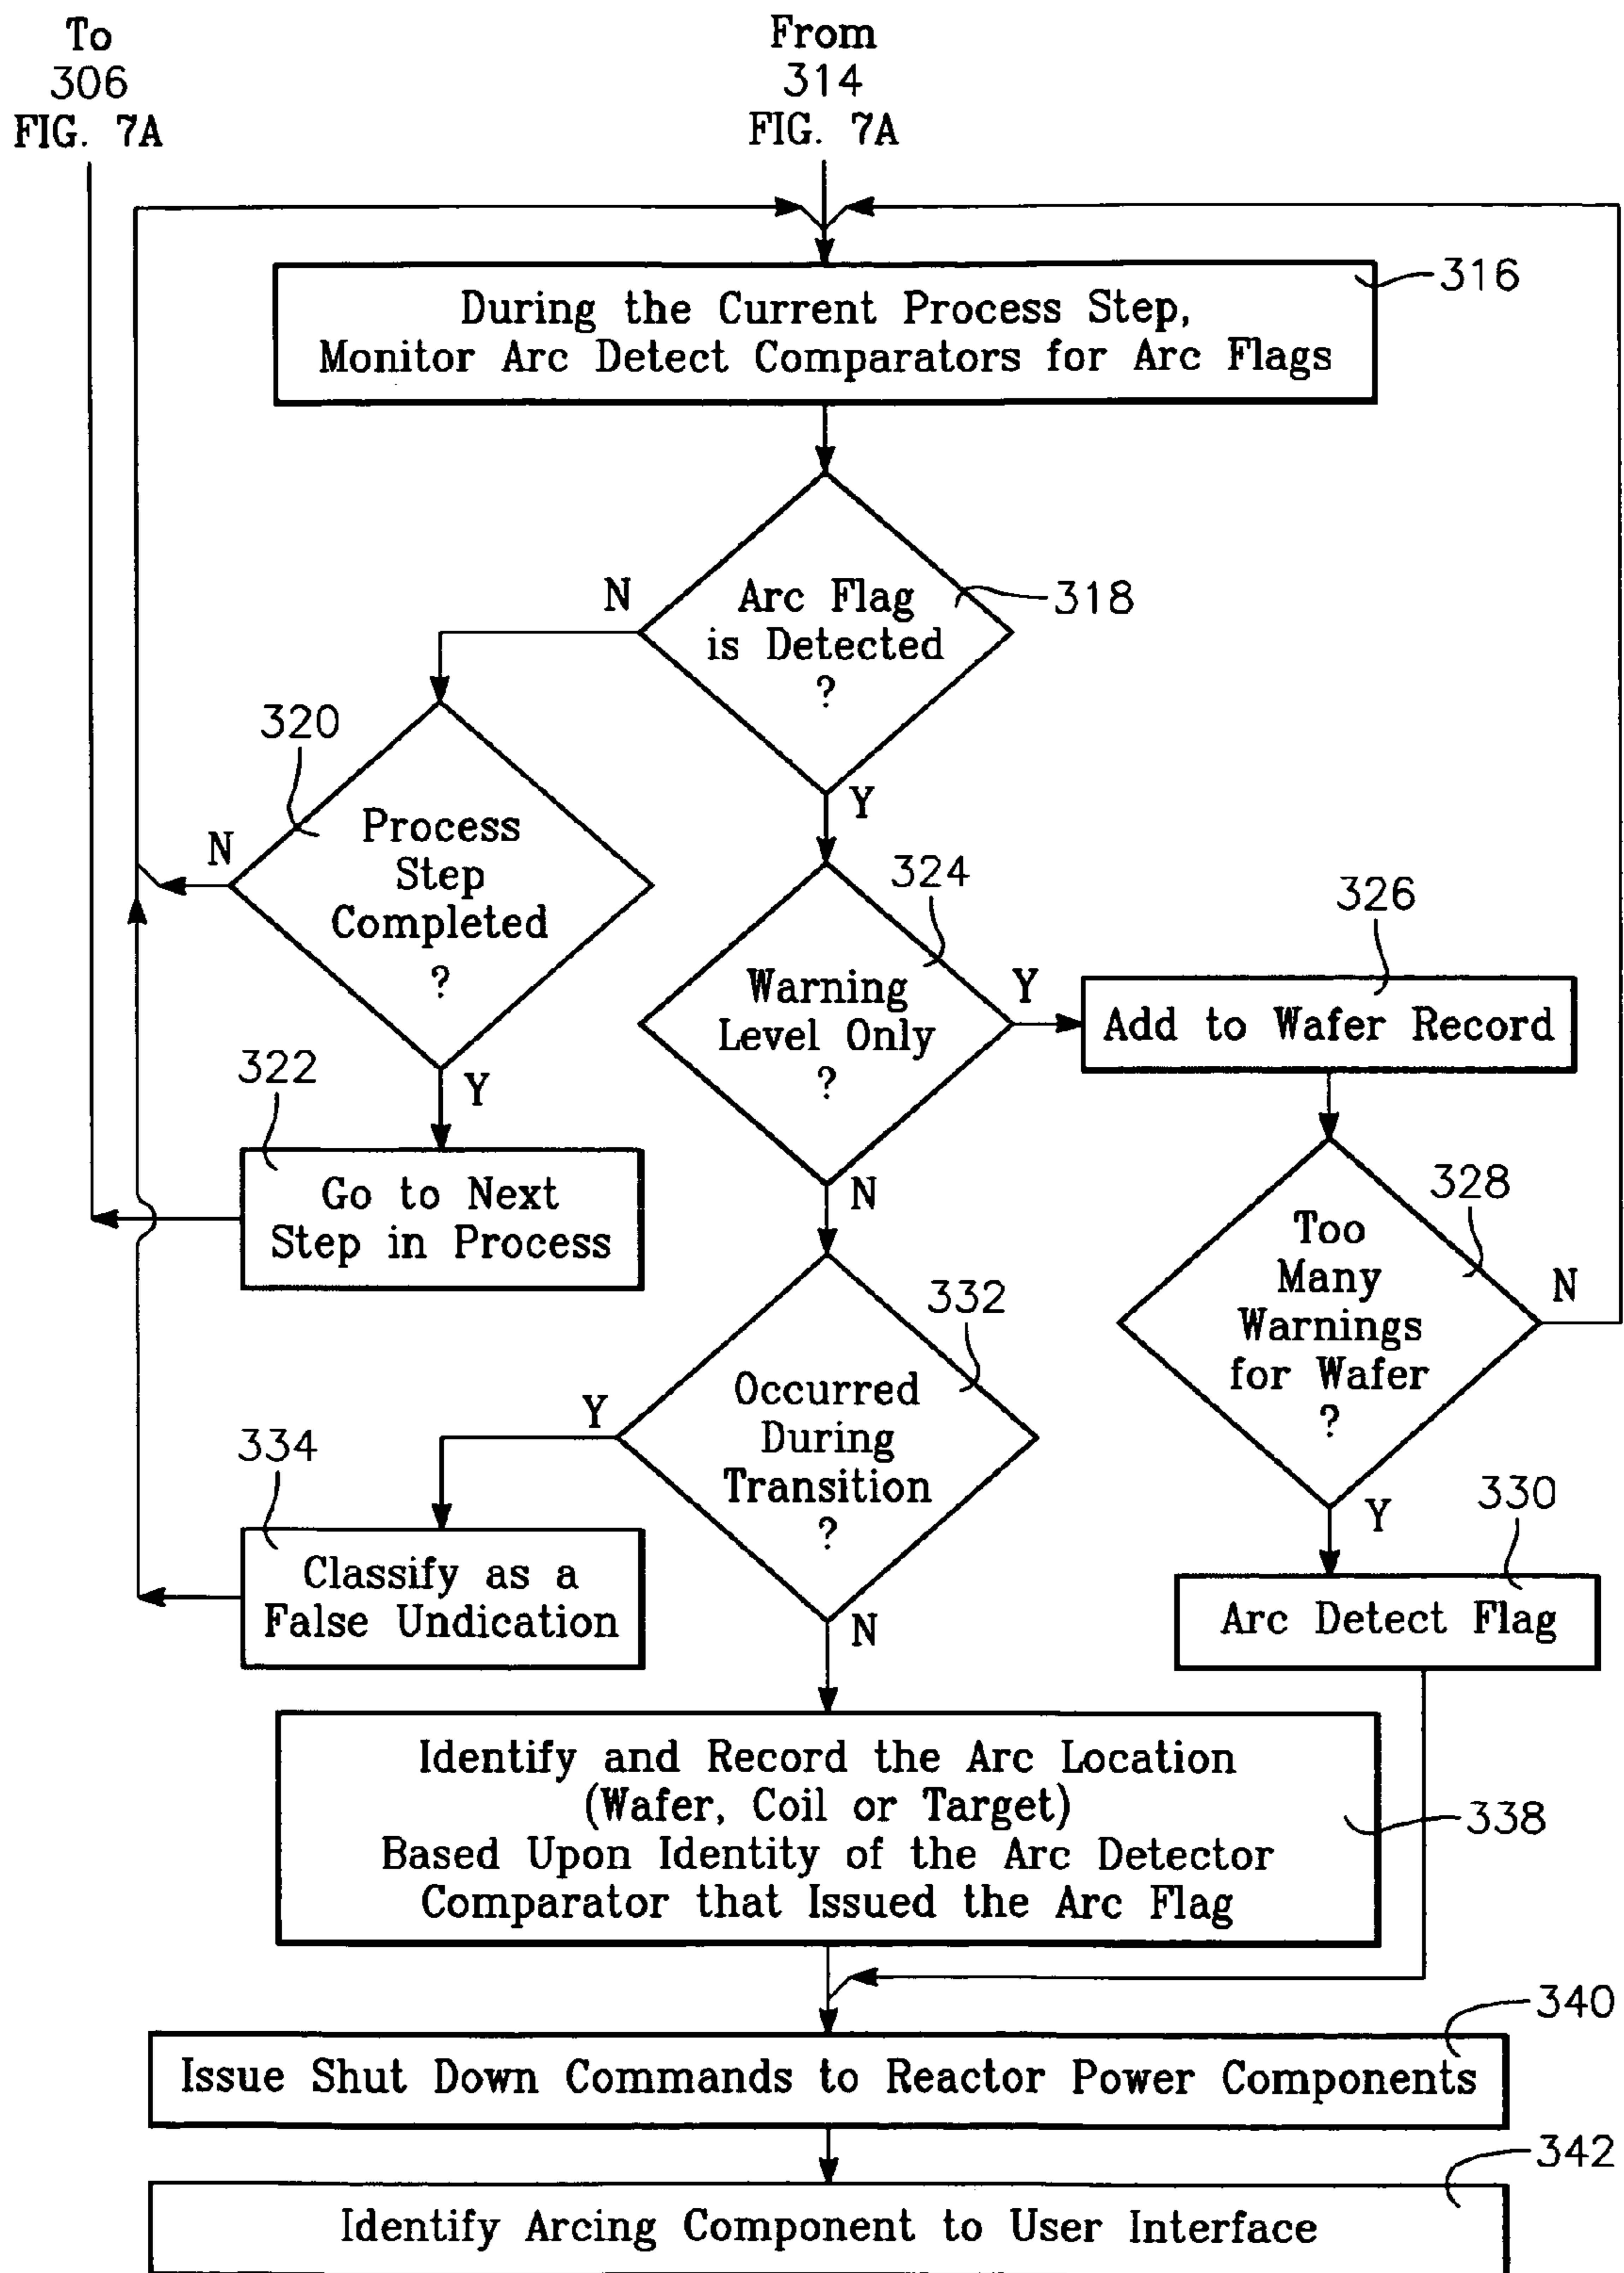 To
306
FIG. 7A
From
314
FIG. 7A
316
During the Current Process Step,
Monitor Arc Detect Comparators for Arc Flags
318
Arc Flag
is Detected
?
N
Y
320
Process
Step
Completed
?
N
Y
322
Go to Next
Step in Process
324
Warning
Level Only
?
Y
N
326
Add to Wafer Record
328
Too
Many
Warnings
for Wafer
?
N
Y
330
Arc Detect Flag
332
Occurred
During
Transition
?
Y
N
334
Classify as a
False Undication
338
Identify and Record the Arc Location
(Wafer, Coil or Target)
Based Upon Identity of the Arc Detector
Comparator that Issued the Arc Flag
340
Issue Shut Down Commands to Reactor Power Components
342
Identify Arcing Component to User Interface